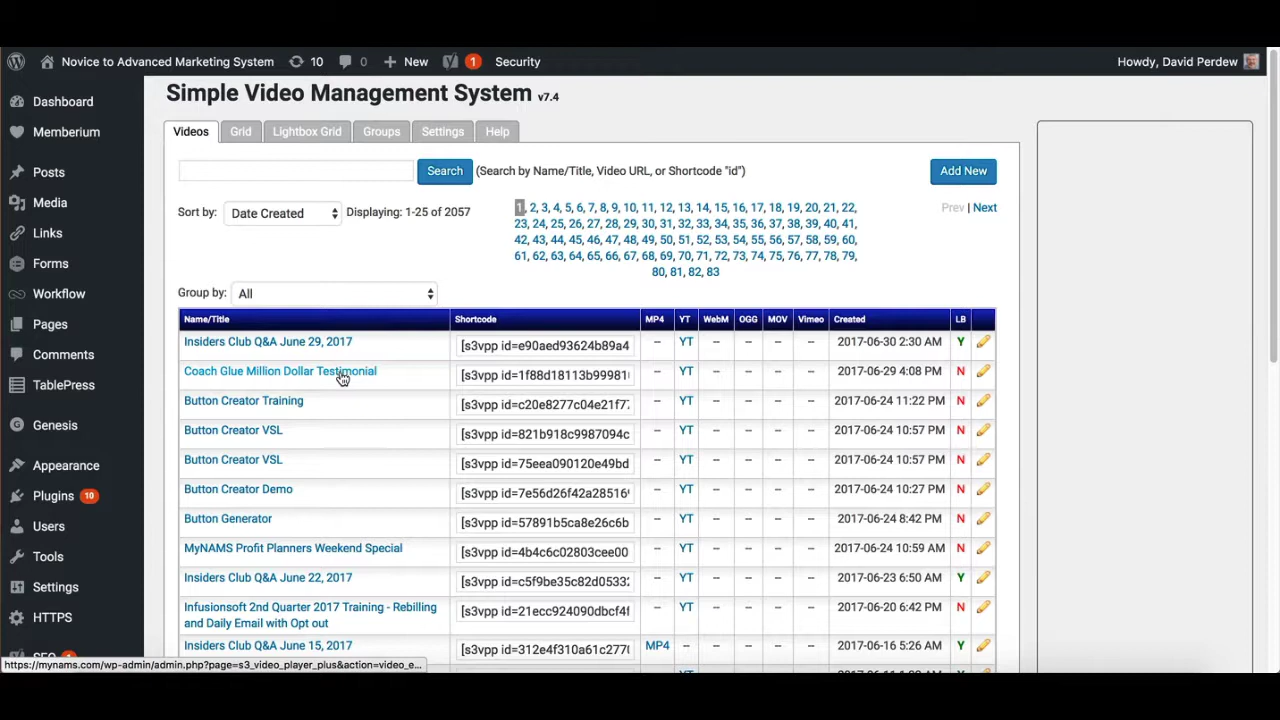 Novice to Advanced Marketing System 10 0 New 1 Security Howdy, David Perdew
Dashboard
Memberium
Posts
Media
Links
Forms
Workflow
Pages
Comments
TablePress
Genesis
Appearance
Plugins 10
Users
Tools
Settings
HTTPS
Simple Video Management System v7.4
Videos Grid Lightbox Grid Groups Settings Help
Search (Search by Name/Title, Video URL, or Shortcode "id") Add New
Sort by: Date Created Displaying: 1-25 of 2057
1, 2, 3, 4, 5, 6, 7, 8, 9, 10, 11, 12, 13, 14, 15, 16, 17, 18, 19, 20, 21, 22,
23, 24, 25, 26, 27, 28, 29, 30, 31, 32, 33, 34, 35, 36, 37, 38, 39, 40, 41,
42, 43, 44, 45, 46, 47, 48, 49, 50, 51, 52, 53, 54, 55, 56, 57, 58, 59, 60,
61, 62, 63, 64, 65, 66, 67, 68, 69, 70, 71, 72, 73, 74, 75, 76, 77, 78, 79,
80, 81, 82, 83
Prev | Next
Group by: All
Name/Title Shortcode MP4 YT WebM OGG MOV Vimeo Created LB
Insiders Club Q&A June 29, 2017 [s3vpp id=e90aed93624b89a4 -- YT -- -- -- -- 2017-06-30 2:30 AM Y
Coach Glue Million Dollar Testimonial [s3vpp id=1f88d18113b99981 -- YT -- -- -- -- 2017-06-29 4:08 PM N
Button Creator Training [s3vpp id=c20e8277c04e21f7 -- YT -- -- -- -- 2017-06-24 11:22 PM N
Button Creator VSL [s3vpp id=821b918c9987094c -- YT -- -- -- -- 2017-06-24 10:57 PM N
Button Creator VSL [s3vpp id=75eea090120e49bd -- YT -- -- -- -- 2017-06-24 10:57 PM N
Button Creator Demo [s3vpp id=7e56d26f42a28516 -- YT -- -- -- -- 2017-06-24 10:27 PM N
Button Generator [s3vpp id=57891b5ca8e26c6b -- YT -- -- -- -- 2017-06-24 8:42 PM N
MyNAMS Profit Planners Weekend Special [s3vpp id=4b4c6c02803cee00 -- YT -- -- -- -- 2017-06-24 10:59 AM N
Insiders Club Q&A June 22, 2017 [s3vpp id=c5f9be35c82d0533 -- YT -- -- -- -- 2017-06-23 6:50 AM Y
Infusionsoft 2nd Quarter 2017 Training - Rebilling
and Daily Email with Opt out [s3vpp id=21ecc924090dbcf4f -- YT -- -- -- -- 2017-06-20 6:42 PM N
Insiders Club Q&A June 15, 2017 [s3vpp id=312e4f310a61c277 MP4 -- -- -- -- -- 2017-06-16 5:26 AM Y
https://mynams.com/wp-admin/admin.php?page=s3_video_player_plus&action=video_e...